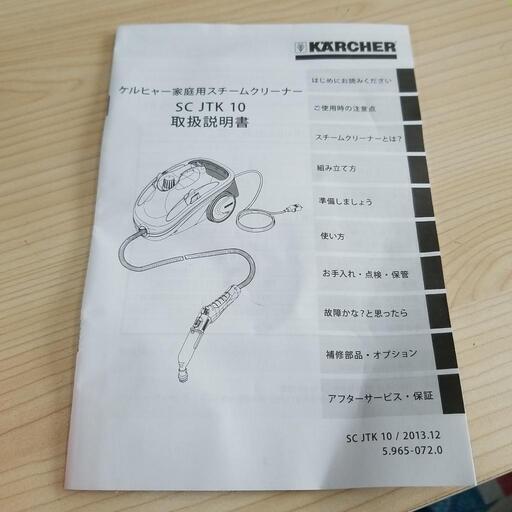 KÄRCHER
ケルヒャー家庭用スチームクリーナー
SC JTK 10
取扱説明書
はじめにお読みください
ご使用時の注意点
スチームクリーナーとは?
組み立て方
準備しましょう
使い方
お手入れ・点検・保管
故障かな?と思ったら
補修部品・オプション
アフターサービス・保証
SC JTK 10 / 2013.12
5.965-072.0